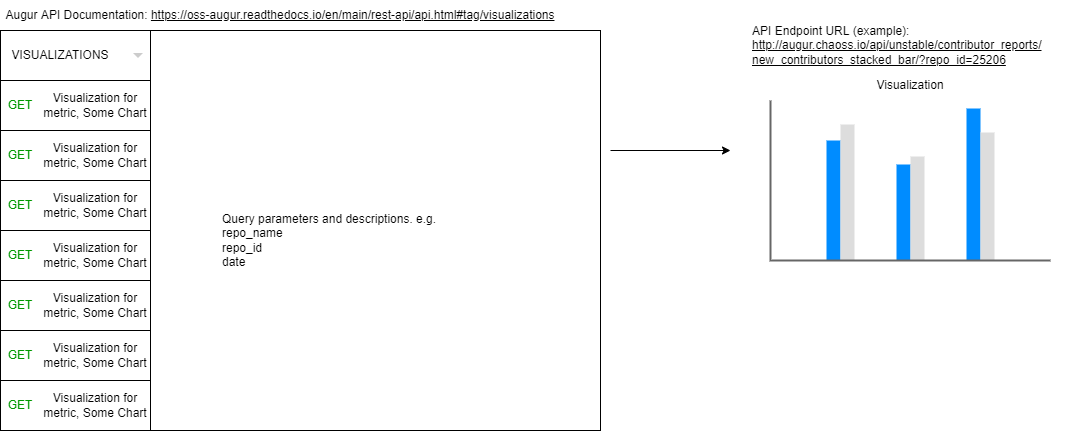 Augur API Documentation: https://oss-augur.readthedocs.io/en/main/rest-api/api.html#tag/visualizations
VISUALIZATIONS
GET
Visualization for
metric, Some Chart
GET
Visualization for
metric, Some Chart
GET
Visualization for
metric, Some Chart
GET
Visualization for
metric, Some Chart
GET
Visualization for
metric, Some Chart
GET
Visualization for
metric, Some Chart
GET
Visualization for
metric, Some Chart
Query parameters and descriptions. e.g.
repo_name
repo_id
date
API Endpoint URL (example):
http://augur.chaoss.io/api/unstable/contributor_reports/
new_contributors_stacked_bar/?repo_id=25206
Visualization